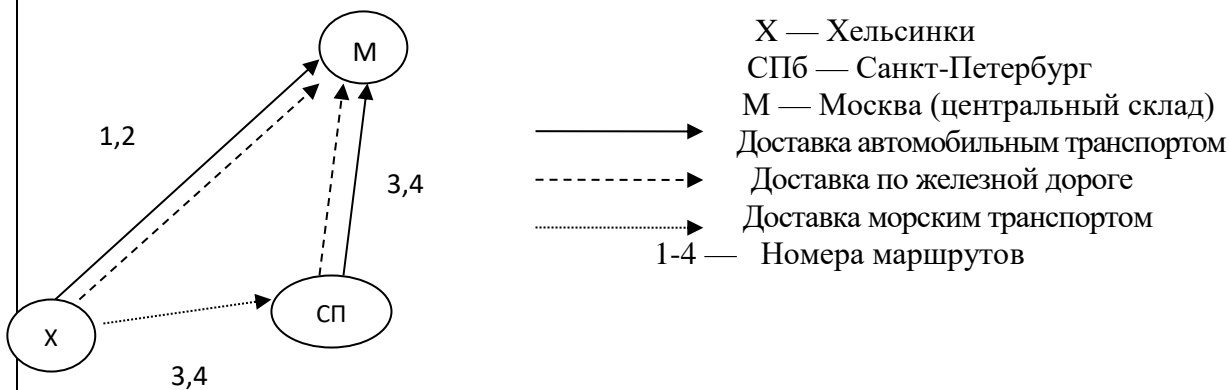 М
1,2
3,4
Х
СП
3,4
Х — Хельсинки
СПб — Санкт-Петербург
М — Москва (центральный склад)
Доставка автомобильным транспортом
Доставка по железной дороге
Доставка морским транспортом
1-4 — Номера маршрутов